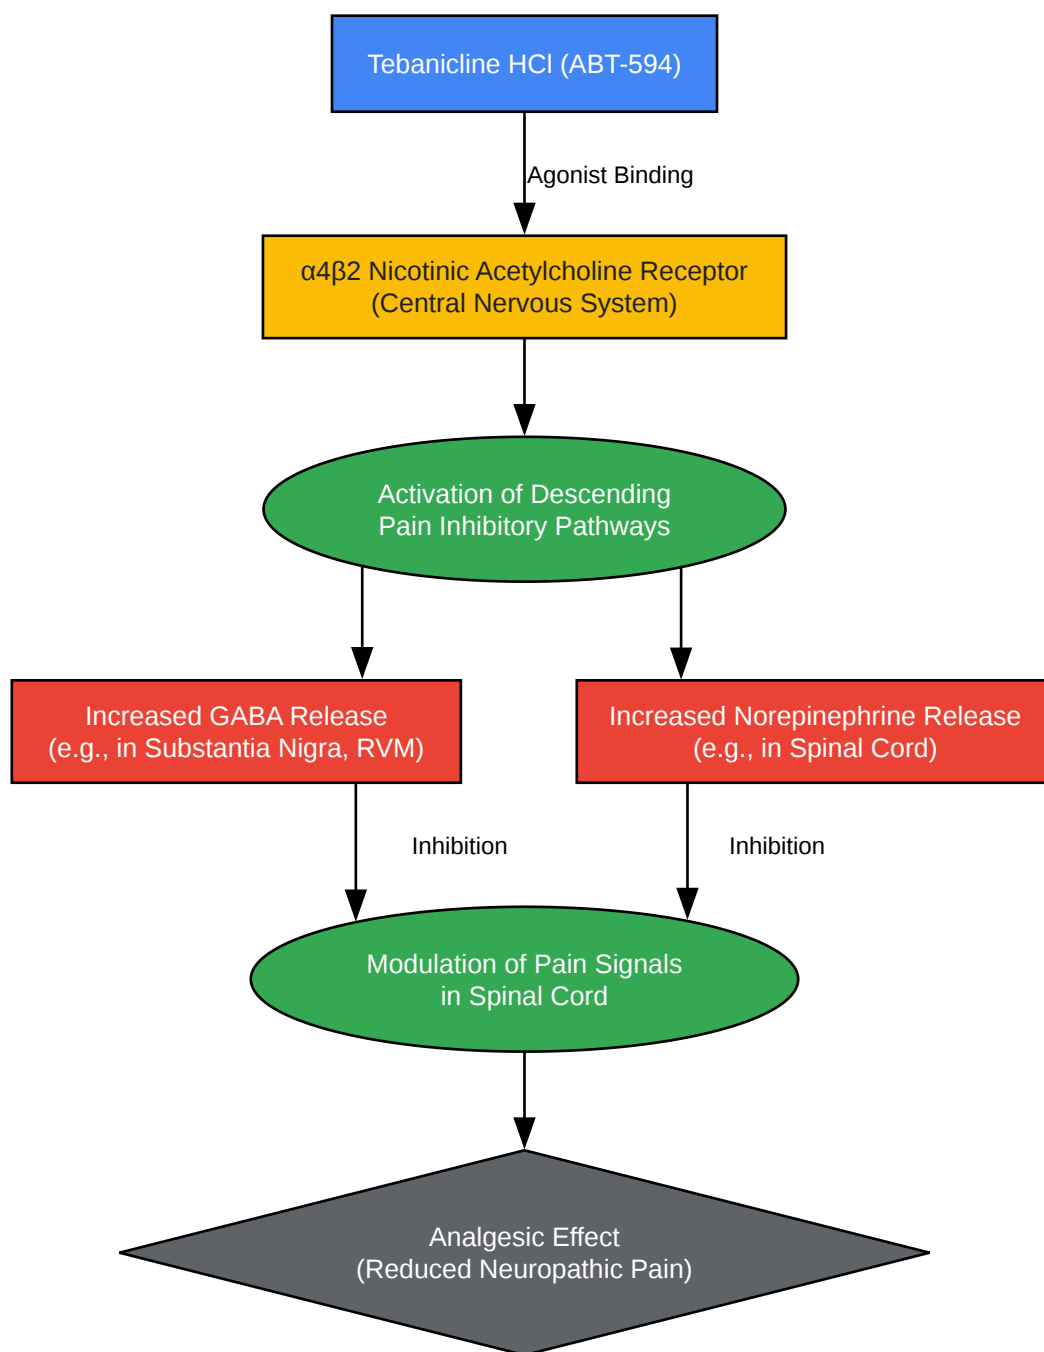 Tebanicline HCl (ABT-594)
Agonist Binding
α4β2 Nicotinic Acetylcholine Receptor
(Central Nervous System)
Activation of Descending
Pain Inhibitory Pathways
Increased GABA Release
(e.g., in Substantia Nigra, RVM)
Increased Norepinephrine Release
(e.g., in Spinal Cord)
Inhibition
Inhibition
Modulation of Pain Signals
in Spinal Cord
Analgesic Effect
(Reduced Neuropathic Pain)